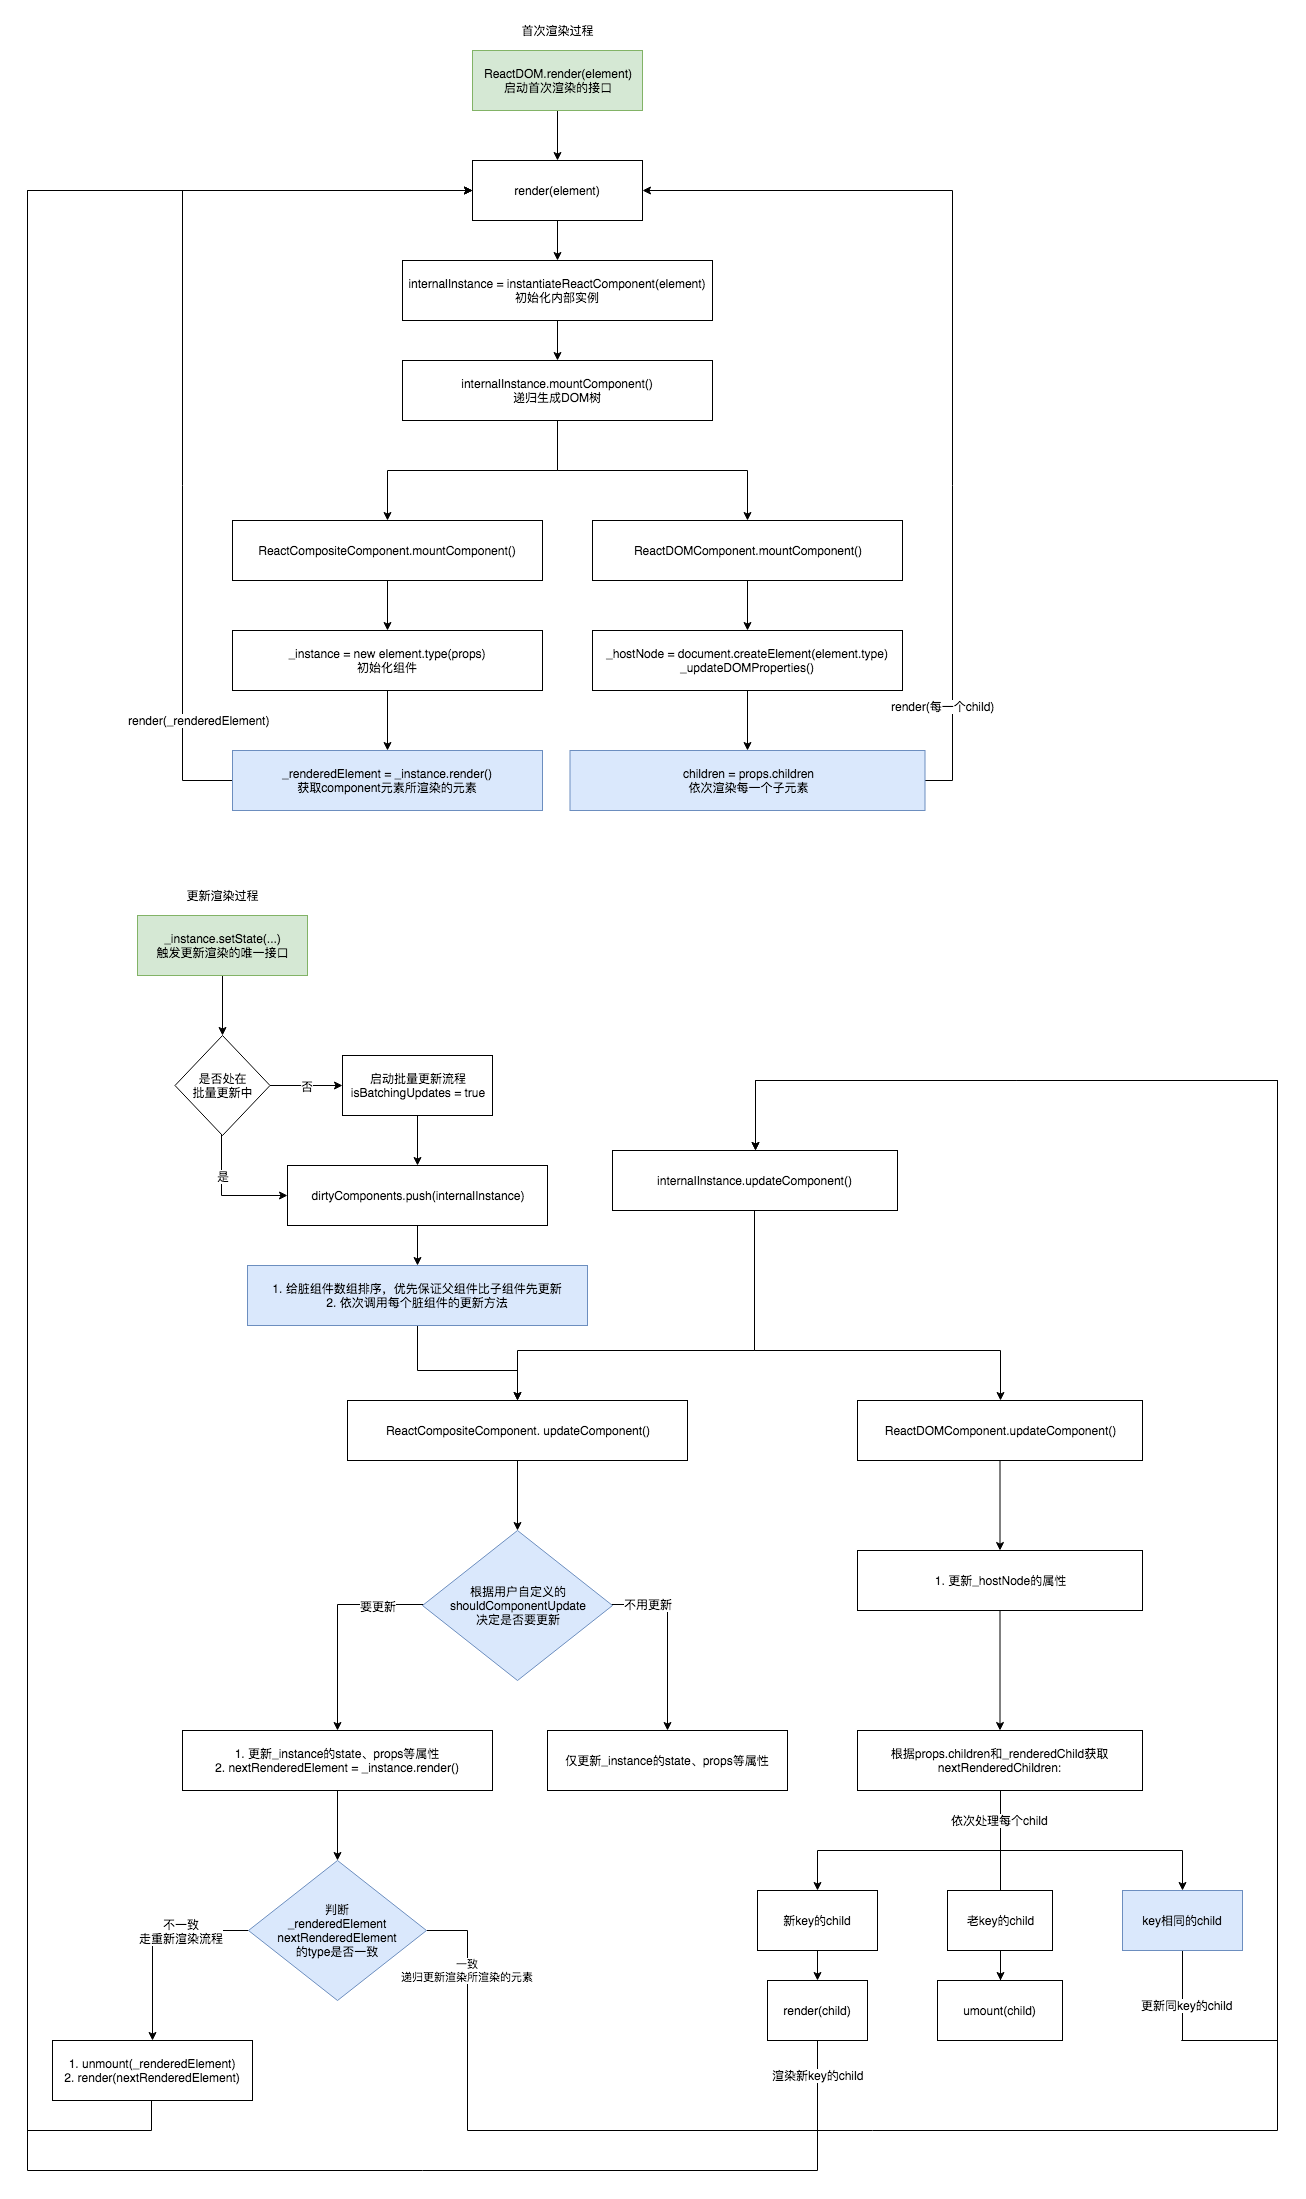 首次渲染过程
ReactDOM.render(element)
启动首次渲染的接口
render(element)
internalInstance = instantiateReactComponent(element)
初始化内部实例
internalInstance.mountComponent()
递归生成DOM树
ReactCompositeComponent.mountComponent()
ReactDOMComponent.mountComponent()
_instance = new element.type(props)
初始化组件
_hostNode = document.createElement(element.type)
_updateDOMProperties()
render(_renderedElement)
render(每一个child)
_renderedElement = _instance.render()
获取component元素所渲染的元素
children = props.children
依次渲染每一个子元素
更新渲染过程
_instance.setState(...)
触发更新渲染的唯一接口
是否处在
批量更新中
否
启动批量更新流程
isBatchingUpdates = true
是
dirtyComponents.push(internalInstance)
internalInstance.updateComponent()
1. 给脏组件数组排序，优先保证父组件比子组件先更新
2. 依次调用每个脏组件的更新方法
ReactCompositeComponent. updateComponent()
ReactDOMComponent.updateComponent()
根据用户自定义的
shouldComponentUpdate
决定是否要更新
要更新
不用更新
1. 更新_hostNode的属性
1. 更新_instance的state、props等属性
2. nextRenderedElement = _instance.render()
仅更新_instance的state、props等属性
根据props.children和_renderedChild获取
nextRenderedChildren:
依次处理每个child
判断
_renderedElement
nextRenderedElement
的type是否一致
不一致
走重新渲染流程
一致
递归更新渲染所渲染的元素
新key的child
老key的child
key相同的child
render(child)
umount(child)
更新同key的child
1. unmount(_renderedElement)
2. render(nextRenderedElement)
渲染新key的child